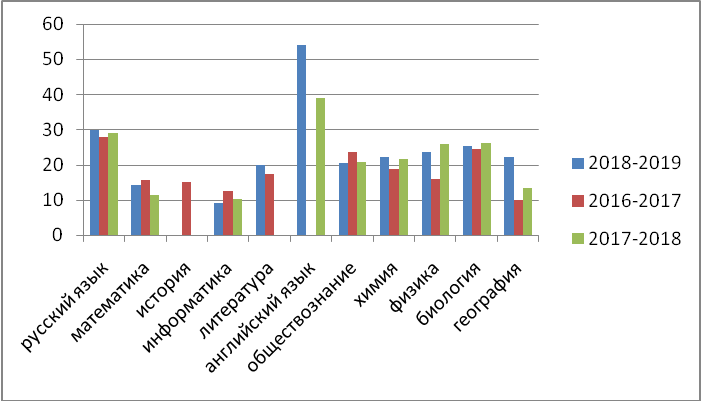 60
50
40
30
20
10
0
русский язык
математика
история
информатика
литература
английский язык
обществознание
химия
физика
биология
география
2018-2019
2016-2017
2017-2018